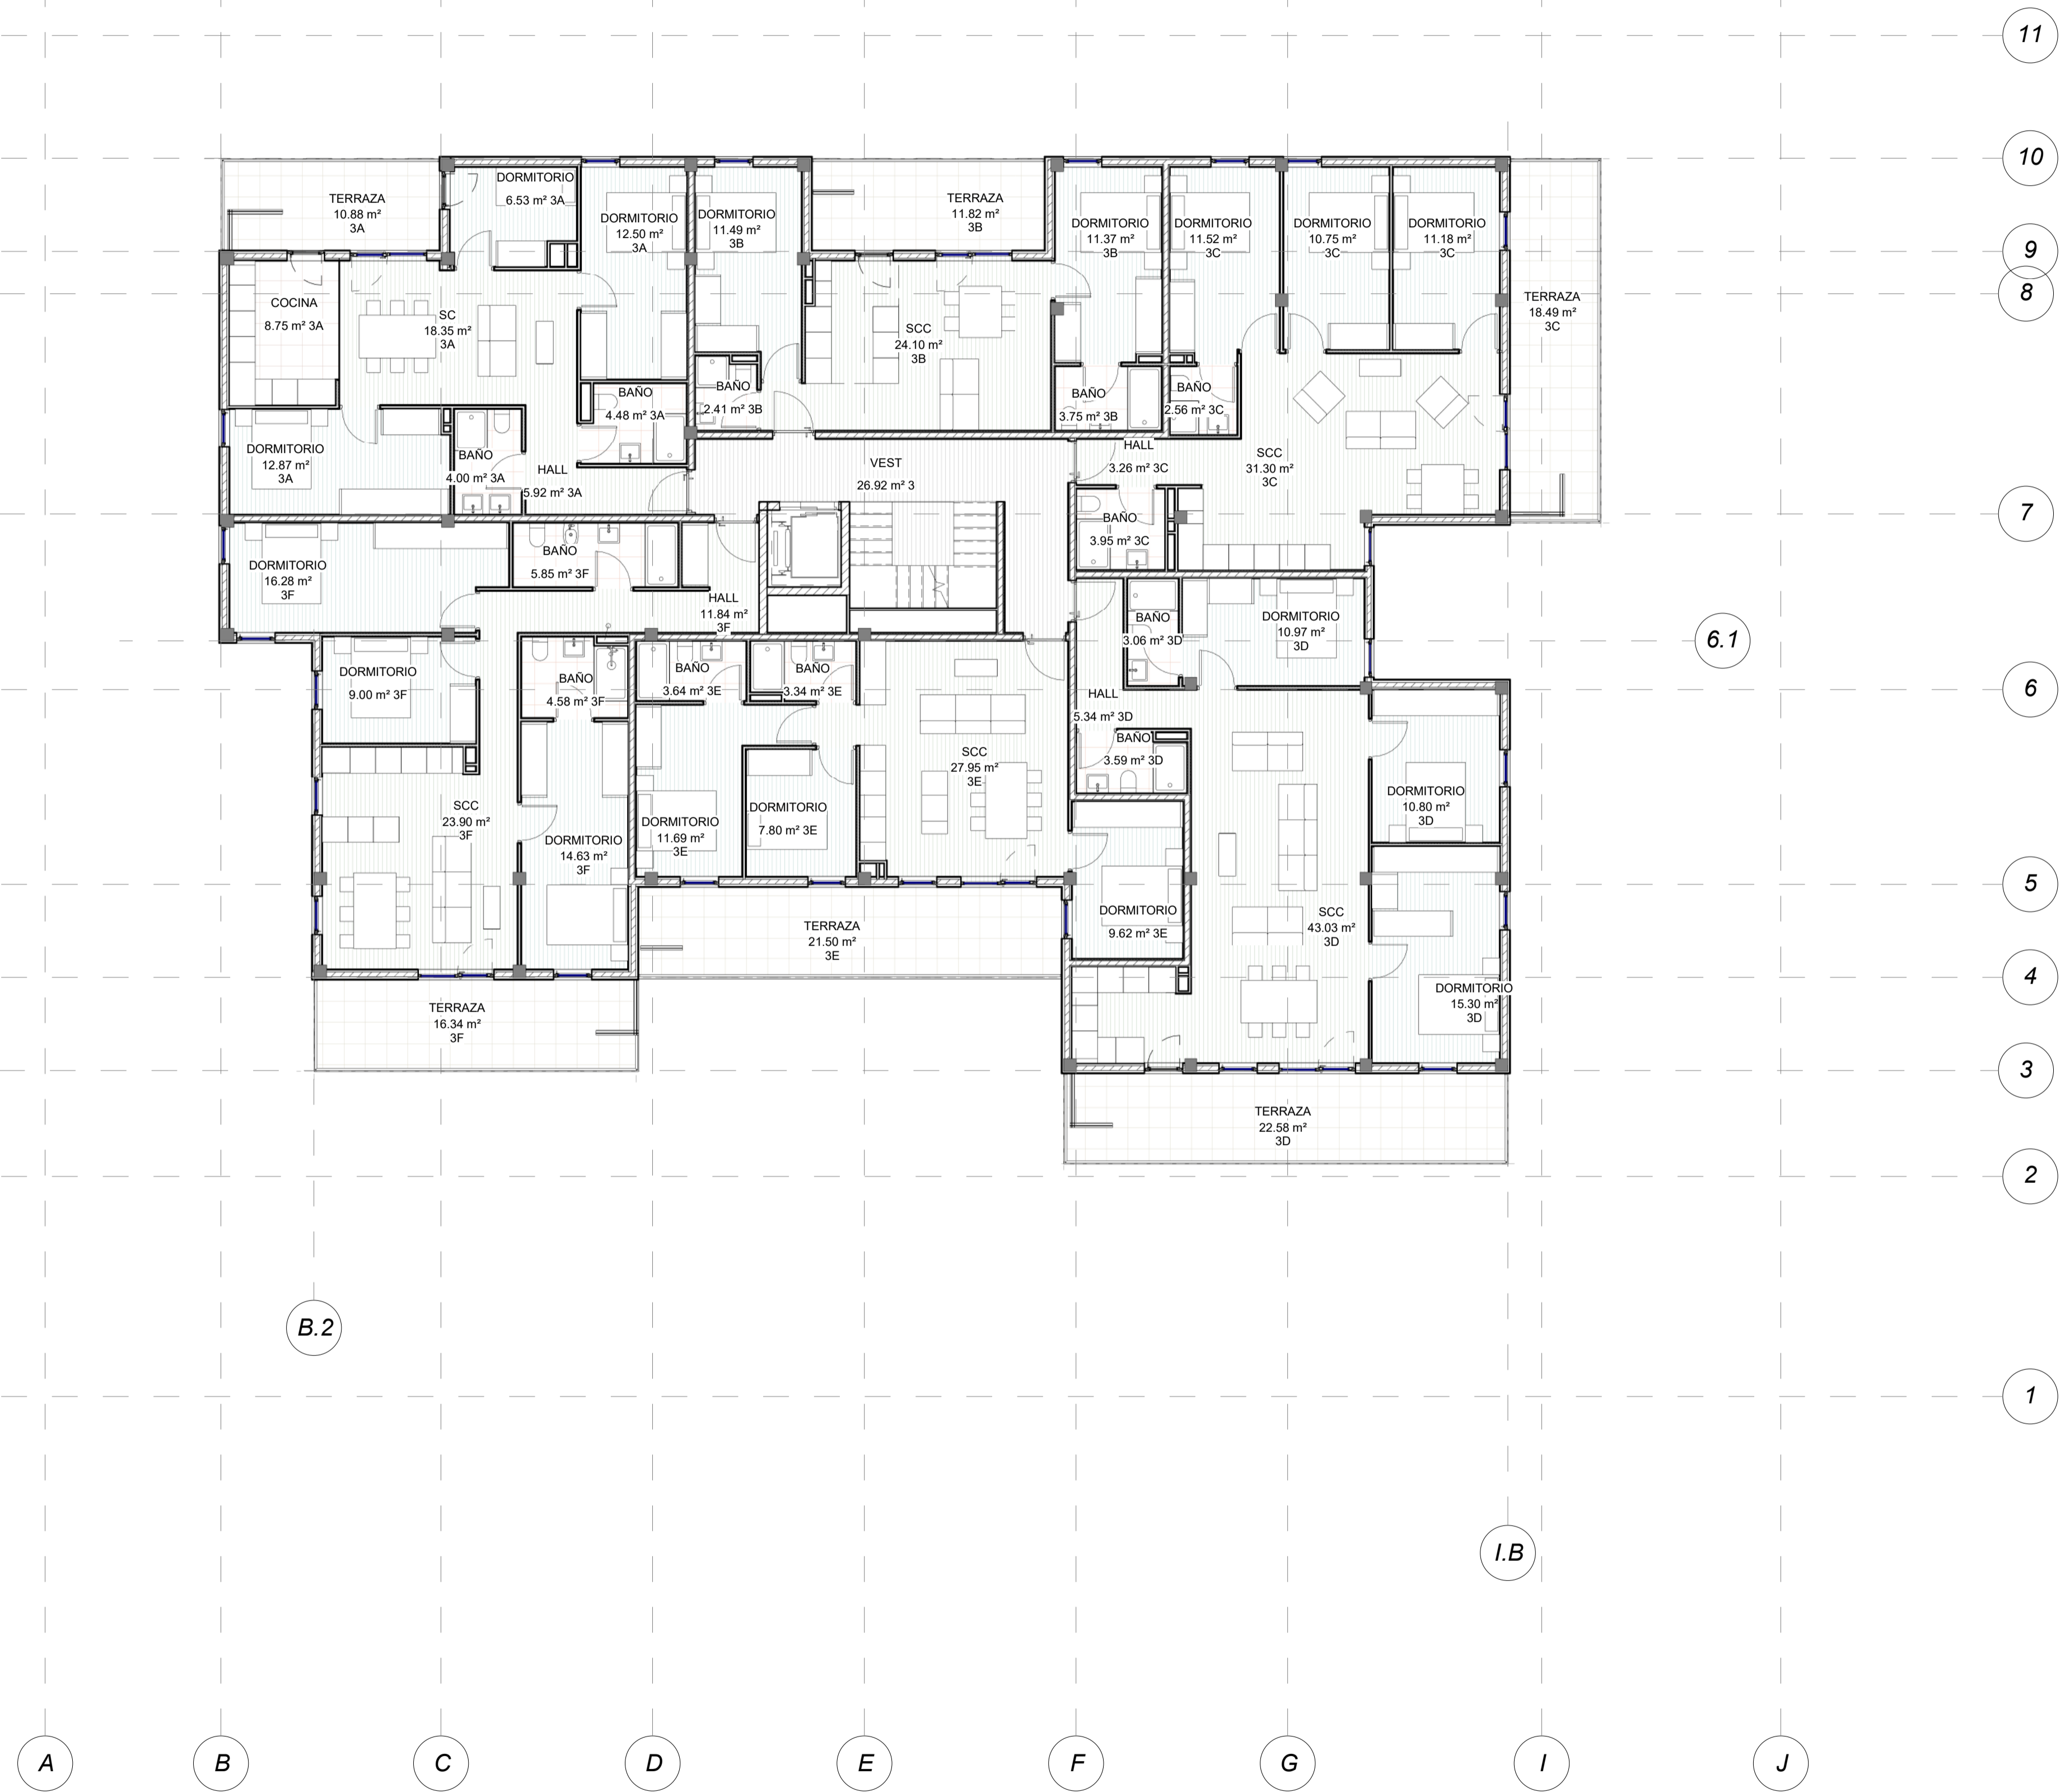 11
10
9
8
7
6.1
6
5
4
3
2
1
TERRAZA
10.88 m²
3A
DORMITORIO
6.53 m² 3A
DORMITORIO
12.50 m²
3A
DORMITORIO
11.49 m²
3B
TERRAZA
11.82 m²
3B
DORMITORIO
11.37 m²
3B
DORMITORIO
11.52 m²
3C
DORMITORIO
10.75 m²
3C
DORMITORIO
11.18 m²
3C
TERRAZA
18.49 m²
3C
COCINA
8.75 m² 3A
SC
18.35 m²
3A
SCC
24.10 m²
3B
BAÑO
4.48 m² 3A
BAÑO
2.41 m² 3B
BAÑO
3.75 m² 3B
BAÑO
2.56 m² 3C
DORMITORIO
12.87 m²
3A
BAÑO
4.00 m² 3A
HALL
5.92 m² 3A
VEST
26.92 m² 3
HALL
3.26 m² 3C
SCC
31.30 m²
3C
BAÑO
3.95 m² 3C
DORMITORIO
16.28 m²
3F
BAÑO
5.85 m² 3F
HALL
11.84 m²
3F
BAÑO
3.06 m² 3D
DORMITORIO
10.97 m²
3D
DORMITORIO
9.00 m² 3F
BAÑO
4.58 m² 3F
BAÑO
3.64 m² 3E
BAÑO
3.34 m² 3E
HALL
5.34 m² 3D
BAÑO
3.59 m² 3D
SCC
27.95 m²
3E
SCC
23.90 m²
3F
DORMITORIO
14.63 m²
3F
DORMITORIO
11.69 m²
3E
DORMITORIO
7.80 m² 3E
DORMITORIO
10.80 m²
3D
DORMITORIO
9.62 m² 3E
SCC
43.03 m²
3D
TERRAZA
21.50 m²
3E
DORMITORIO
15.30 m²
3D
TERRAZA
16.34 m²
3F
TERRAZA
22.58 m²
3D
B.2
I.B
A
B
C
D
E
F
G
I
J